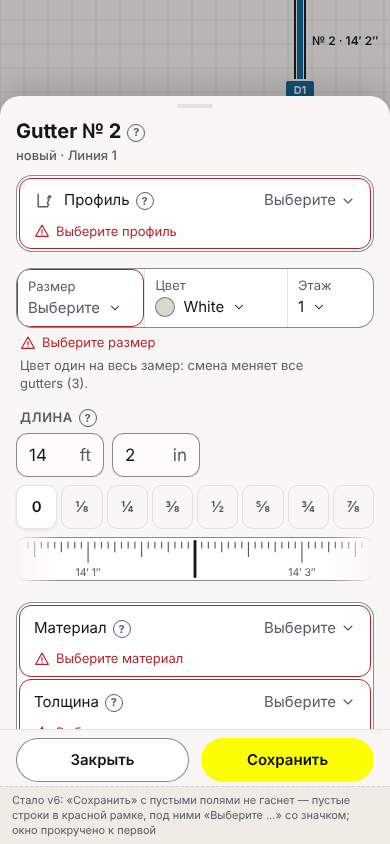 № 2 · 14′ 2″
D1
Gutter № 2 ?
новый · Линия 1
Профиль ? Выберите
Выберите профиль
Размер Цвет Этаж
Выберите White 1
Выберите размер
Цвет один на весь замер: смена меняет все
gutters (3).
ДЛИНА ?
14 ft 2 in
0 ⅛ ¼ ⅜ ½ ⅝ ¾ ⅞
14′ 1″ 14′ 3″
Материал ? Выберите
Выберите материал
Толщина ? Выберите
Закрыть Сохранить
Стало v6: «Сохранить» с пустыми полями не гаснет — пустые
строки в красной рамке, под ними «Выберите ...» со значком;
окно прокручено к первой